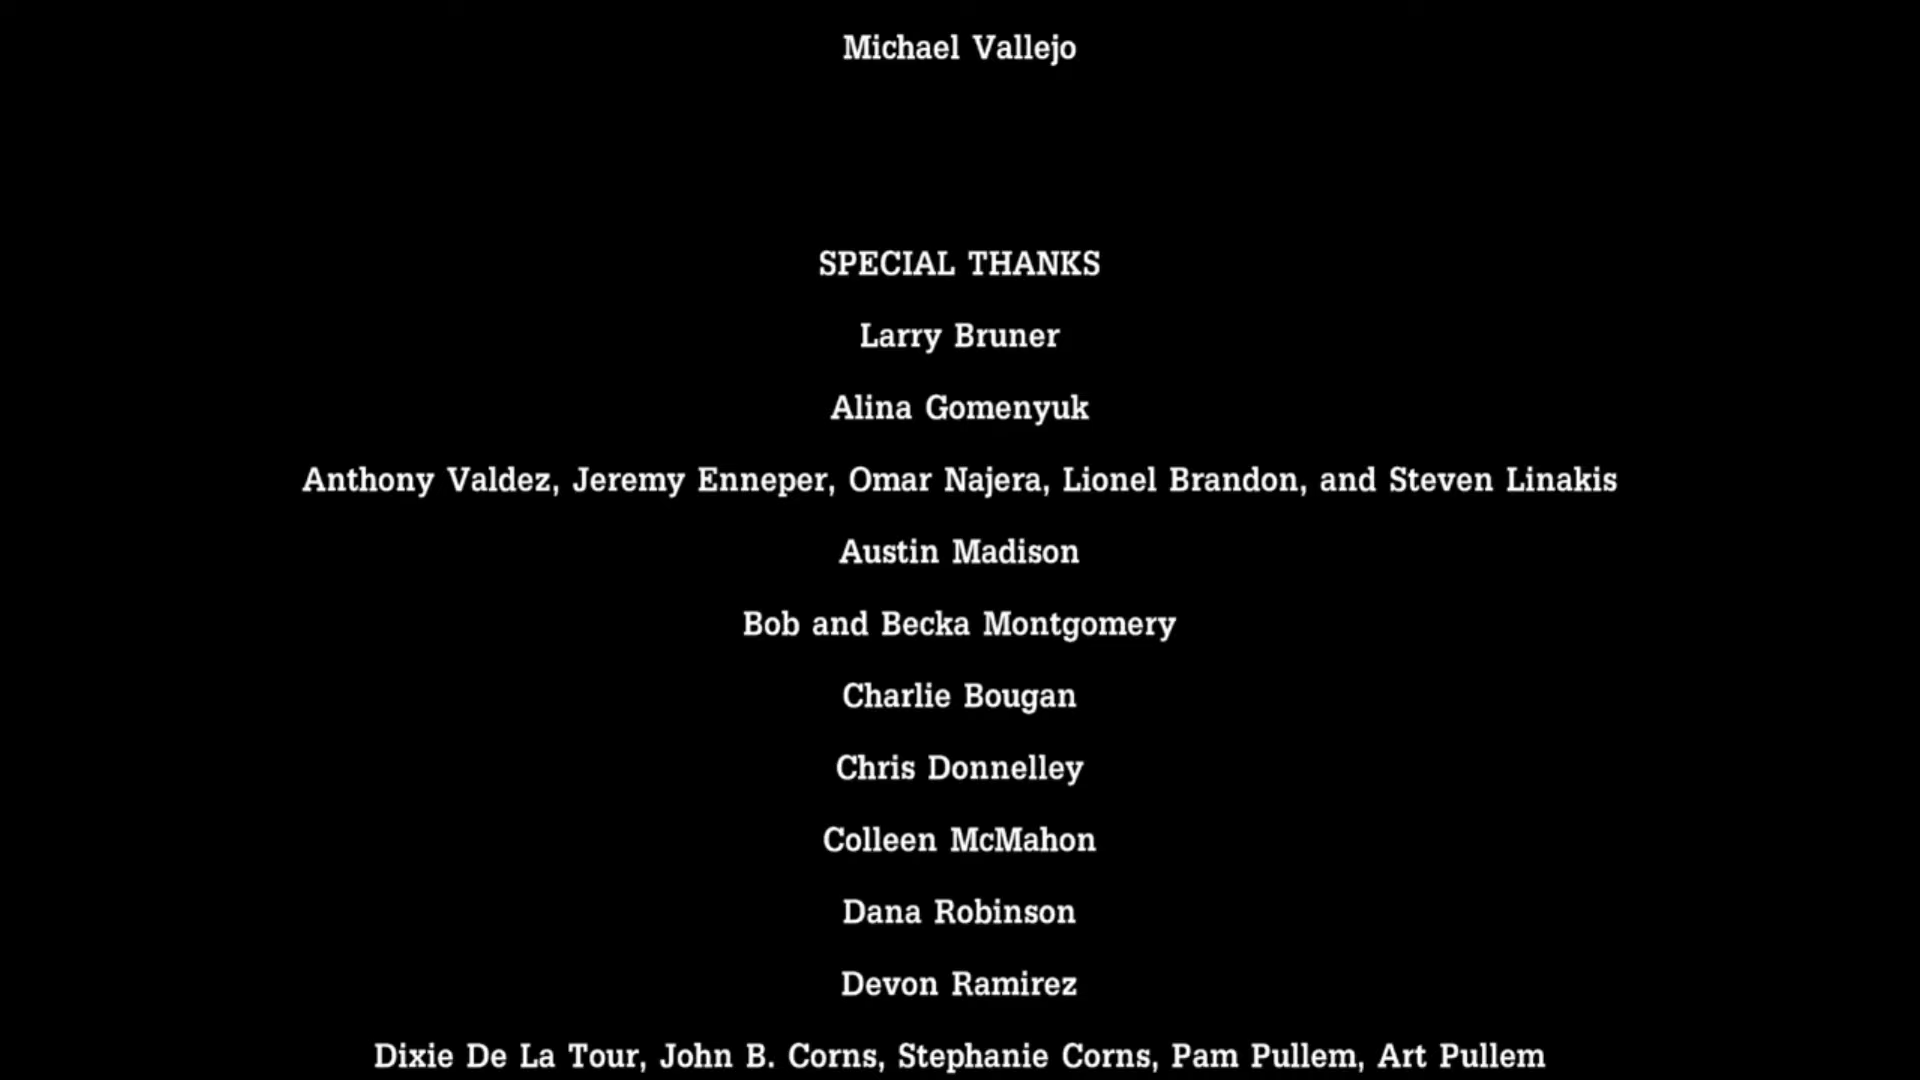 Michael Vallejo
SPECIAL THANKS
Larry Bruner
Alina Gomenyuk
Anthony Valdez, Jeremy Enneper, Omar Najera, Lionel Brandon, and Steven Linakis
Austin Madison
Bob and Becka Montgomery
Charlie Bougan
Chris Donnelley
Colleen McMahon
Dana Robinson
Devon Ramirez
Dixie De La Tour, John B. Corns, Stephanie Corns, Pam Pullem, Art Pullem